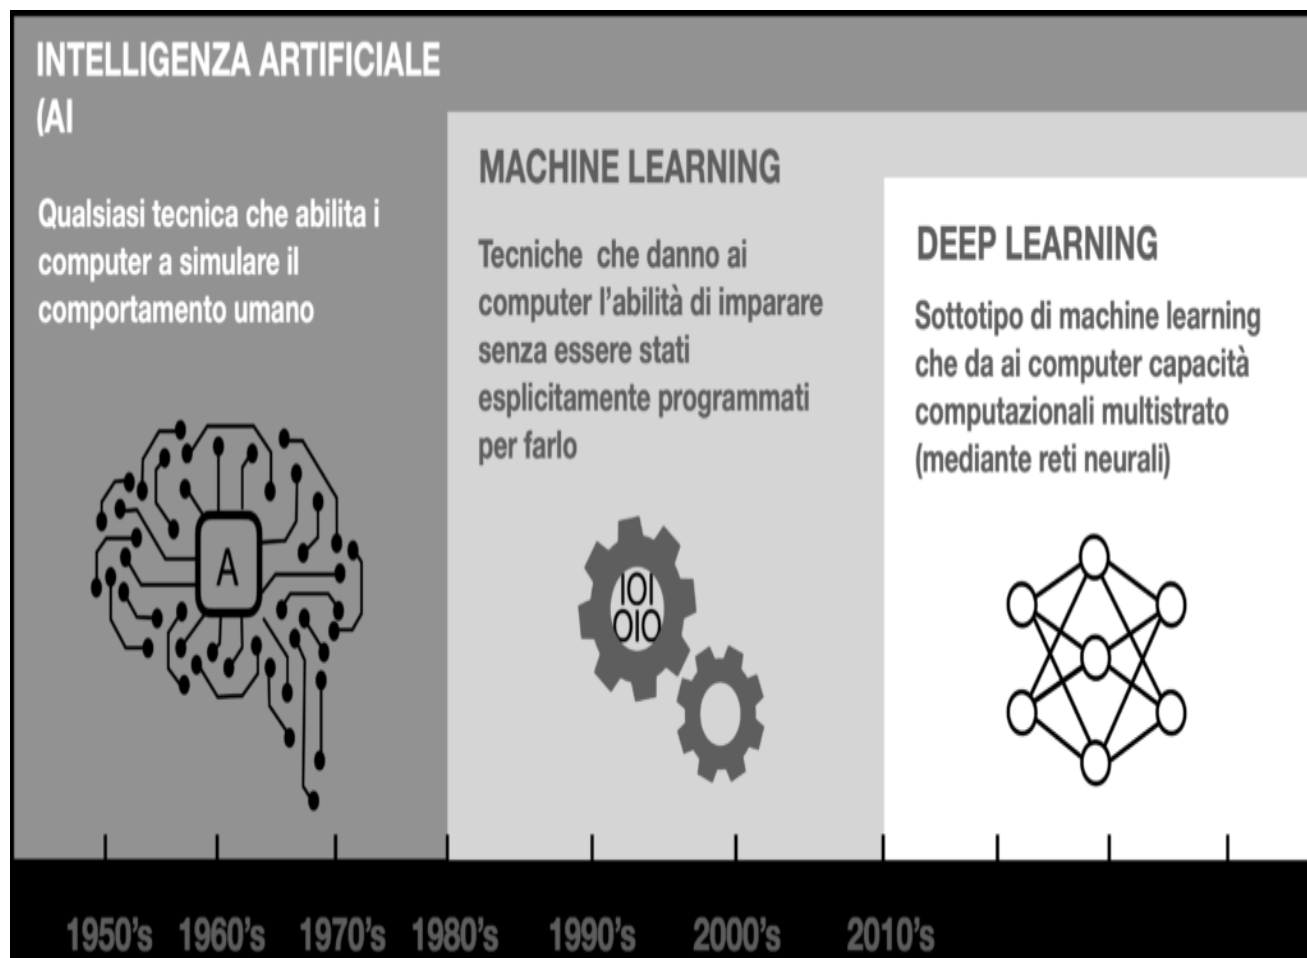 INTELLIGENZA ARTIFICIALE
(AI
Qualsiasi tecnica che abilita i
computer a simulare il
comportamento umano
A
MACHINE LEARNING
Tecniche che danno ai
computer l’abilità di imparare
senza essere stati
esplicitamente programmati
per farlo
IOI
OIO
DEEP LEARNING
Sottotipo di machine learning
che da ai computer capacità
computazionali multistrato
(mediante reti neurali)
1950’s 1960’s 1970’s 1980’s 1990’s 2000’s 2010’s